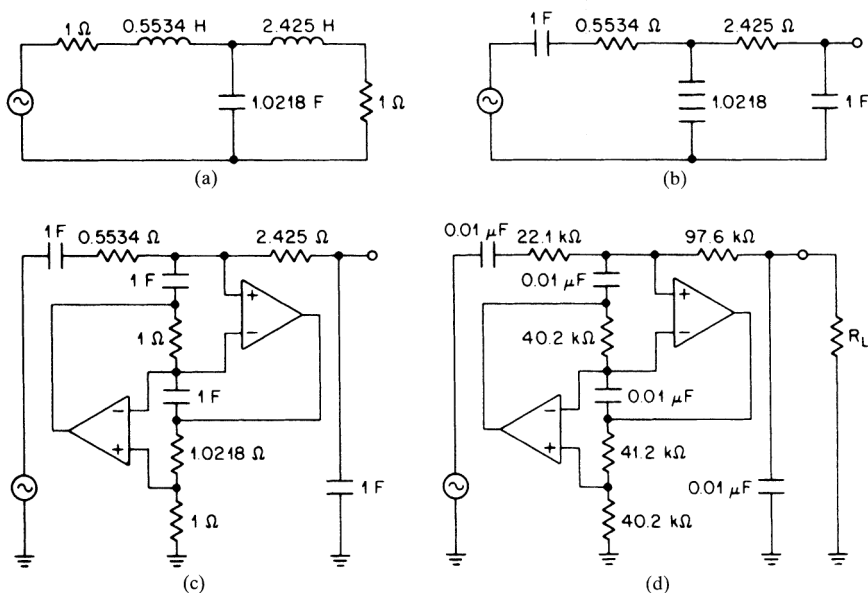 0.5534 H
2.425 H
1 Ω
1.0218 F
1 Ω
(a)
1 F
0.5534 Ω
2.425 Ω
1.0218
1 F
(b)
1 F
0.5534 Ω
2.425 Ω
1 F
1 Ω
+
−
1 F
−
+
1.0218 Ω
1 Ω
1 F
(c)
0.01 μF
22.1 kΩ
97.6 kΩ
0.01 μF
+
−
40.2 kΩ
R_L
0.01 μF
−
+
41.2 kΩ
0.01 μF
40.2 kΩ
(d)